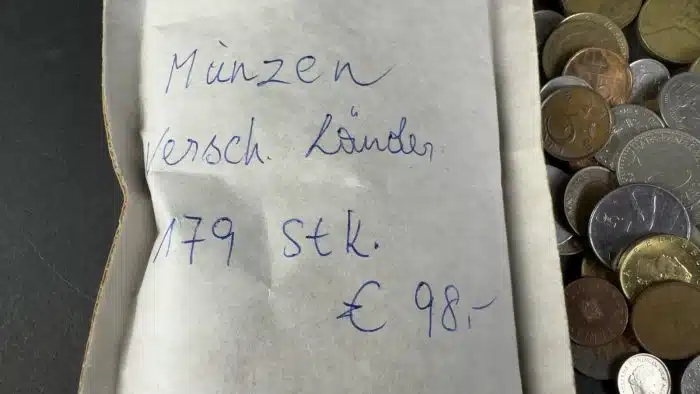 Münzen
versch. Länder
179 Stk.
€ 98,-